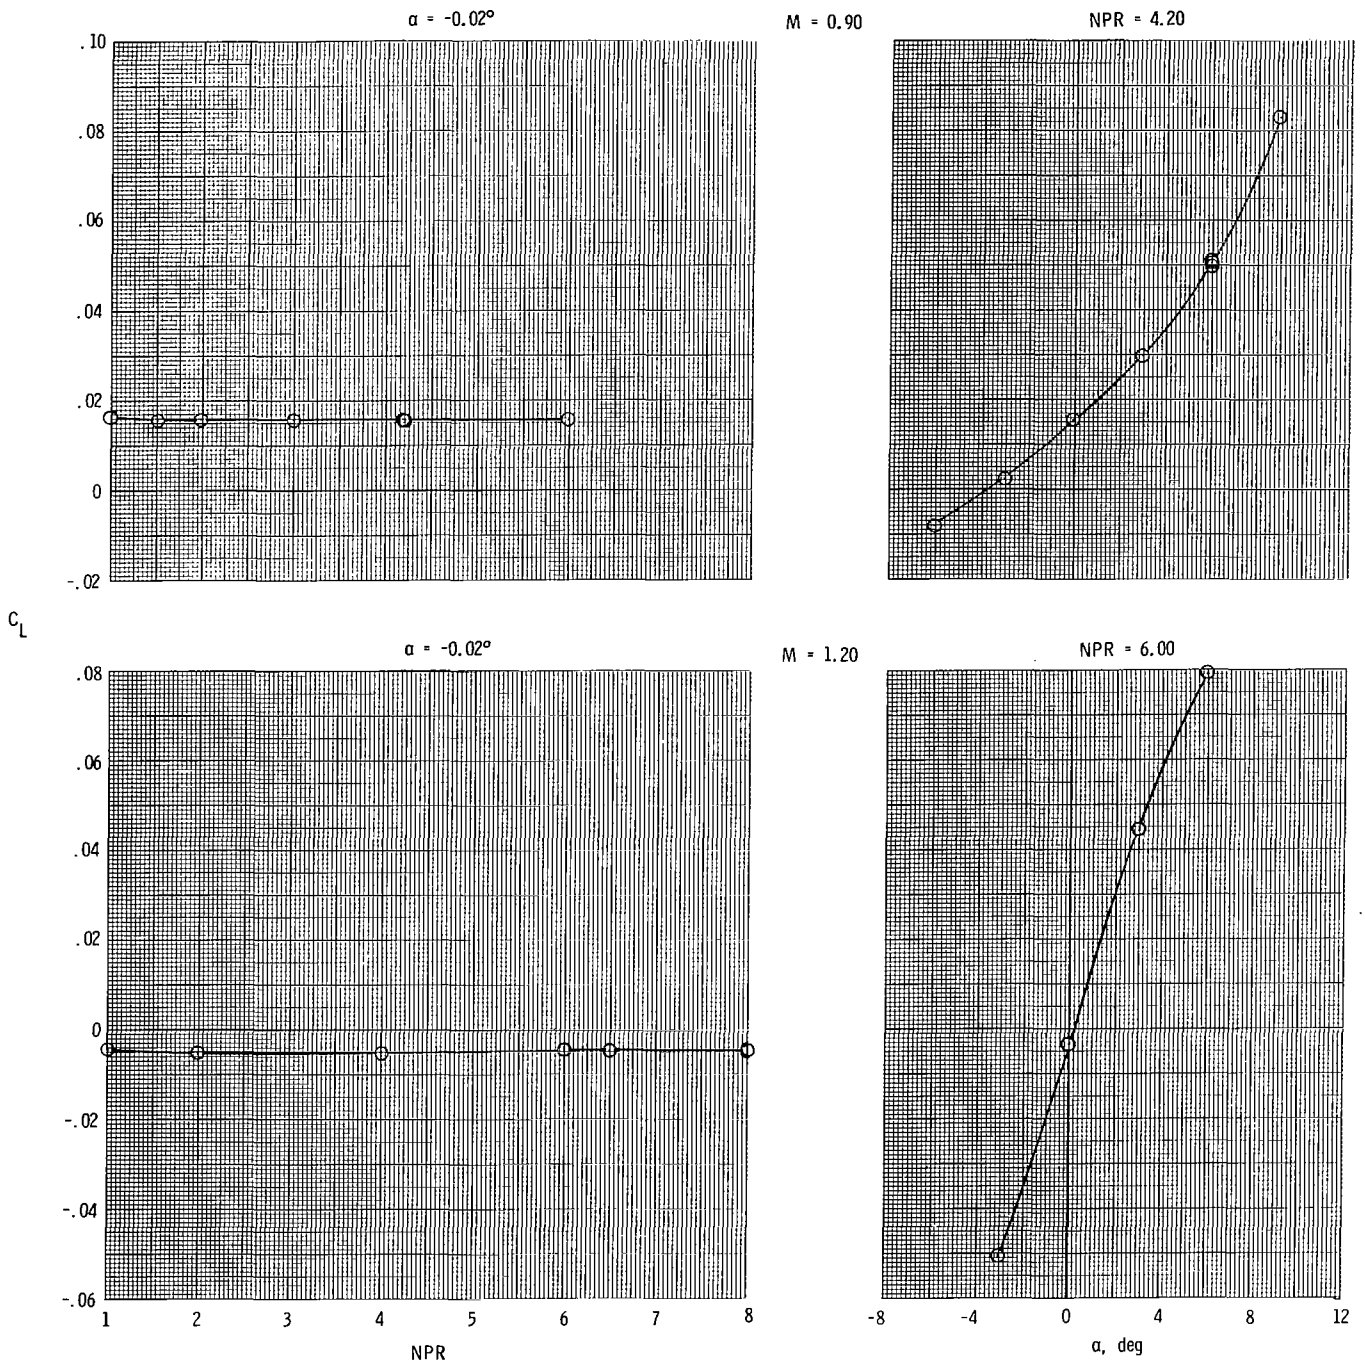 α = -0.02°
M = 0.90
NPR = 4.20
.10
.08
.06
.04
.02
0
-.02
C_L
α = -0.02°
M = 1.20
NPR = 6.00
.08
.06
.04
.02
0
-.02
-.04
-.06
1 2 3 4 5 6 7 8
NPR
-8 -4 0 4 8 12
α, deg